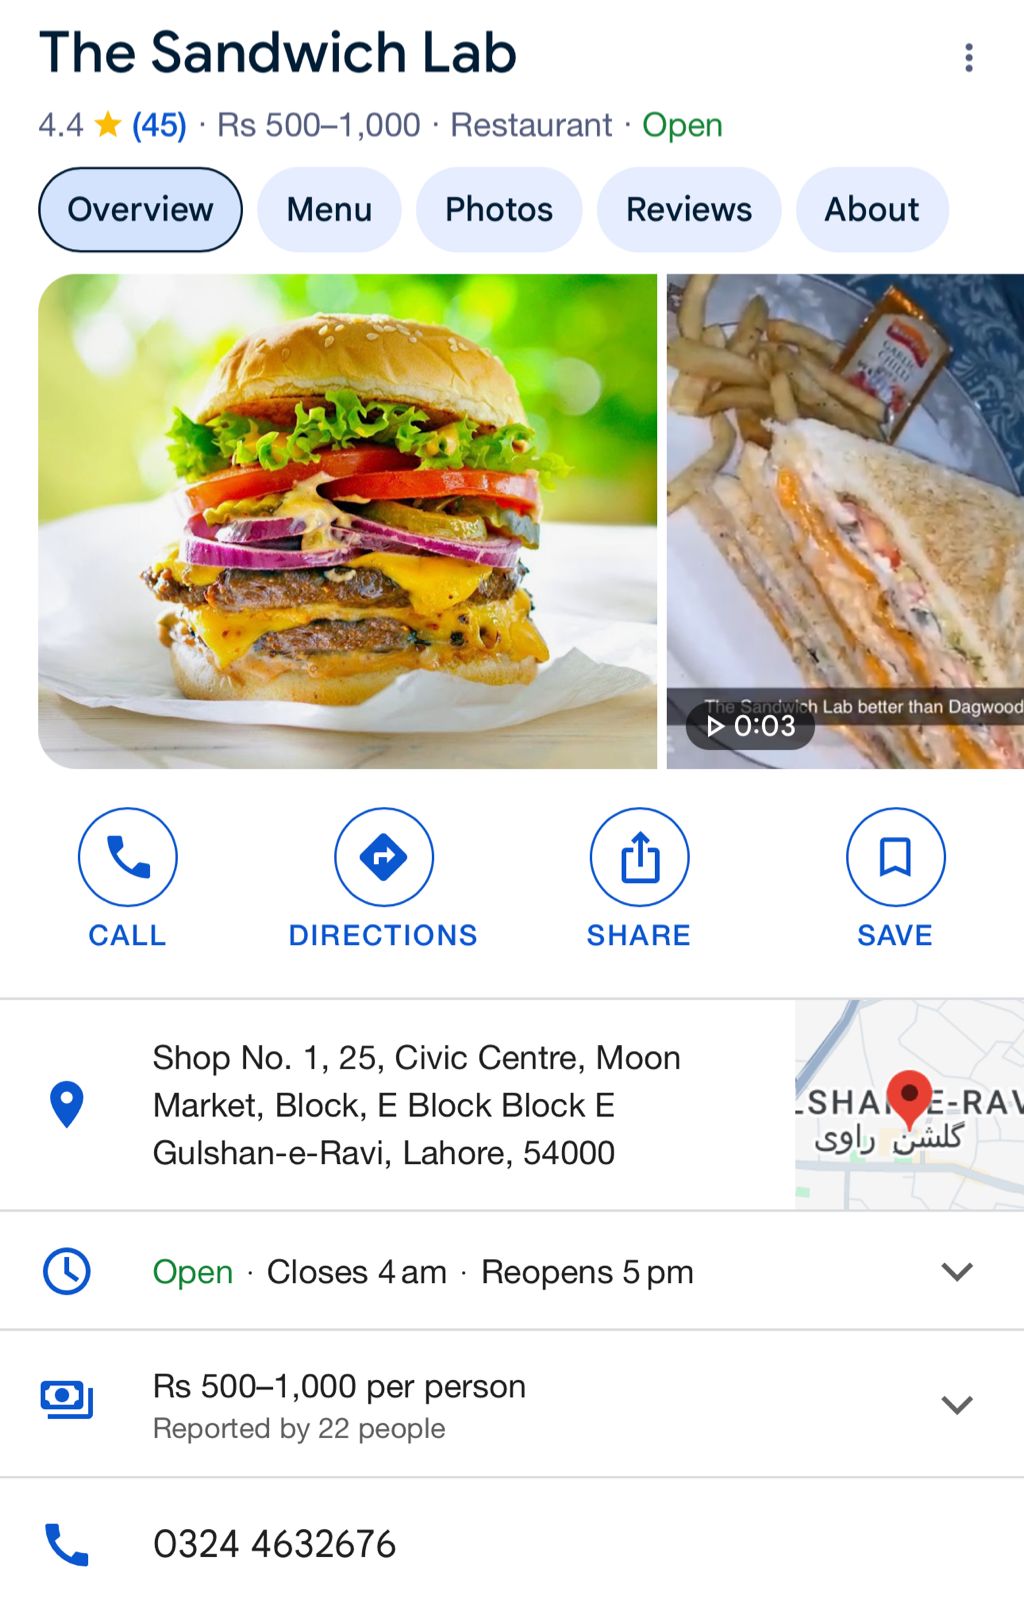 The Sandwich Lab
4.4 ★ (45) · Rs 500–1,000 · Restaurant · Open
Overview Menu Photos Reviews About
GARLIC
CHILLI
The Sandwich Lab better than Dagwood
0:03
CALL DIRECTIONS SHARE SAVE
Shop No. 1, 25, Civic Centre, Moon
Market, Block, E Block Block E
Gulshan-e-Ravi, Lahore, 54000
LSHA E-RAV
گلشن راوی
Open · Closes 4 am · Reopens 5 pm
Rs 500–1,000 per person
Reported by 22 people
0324 4632676